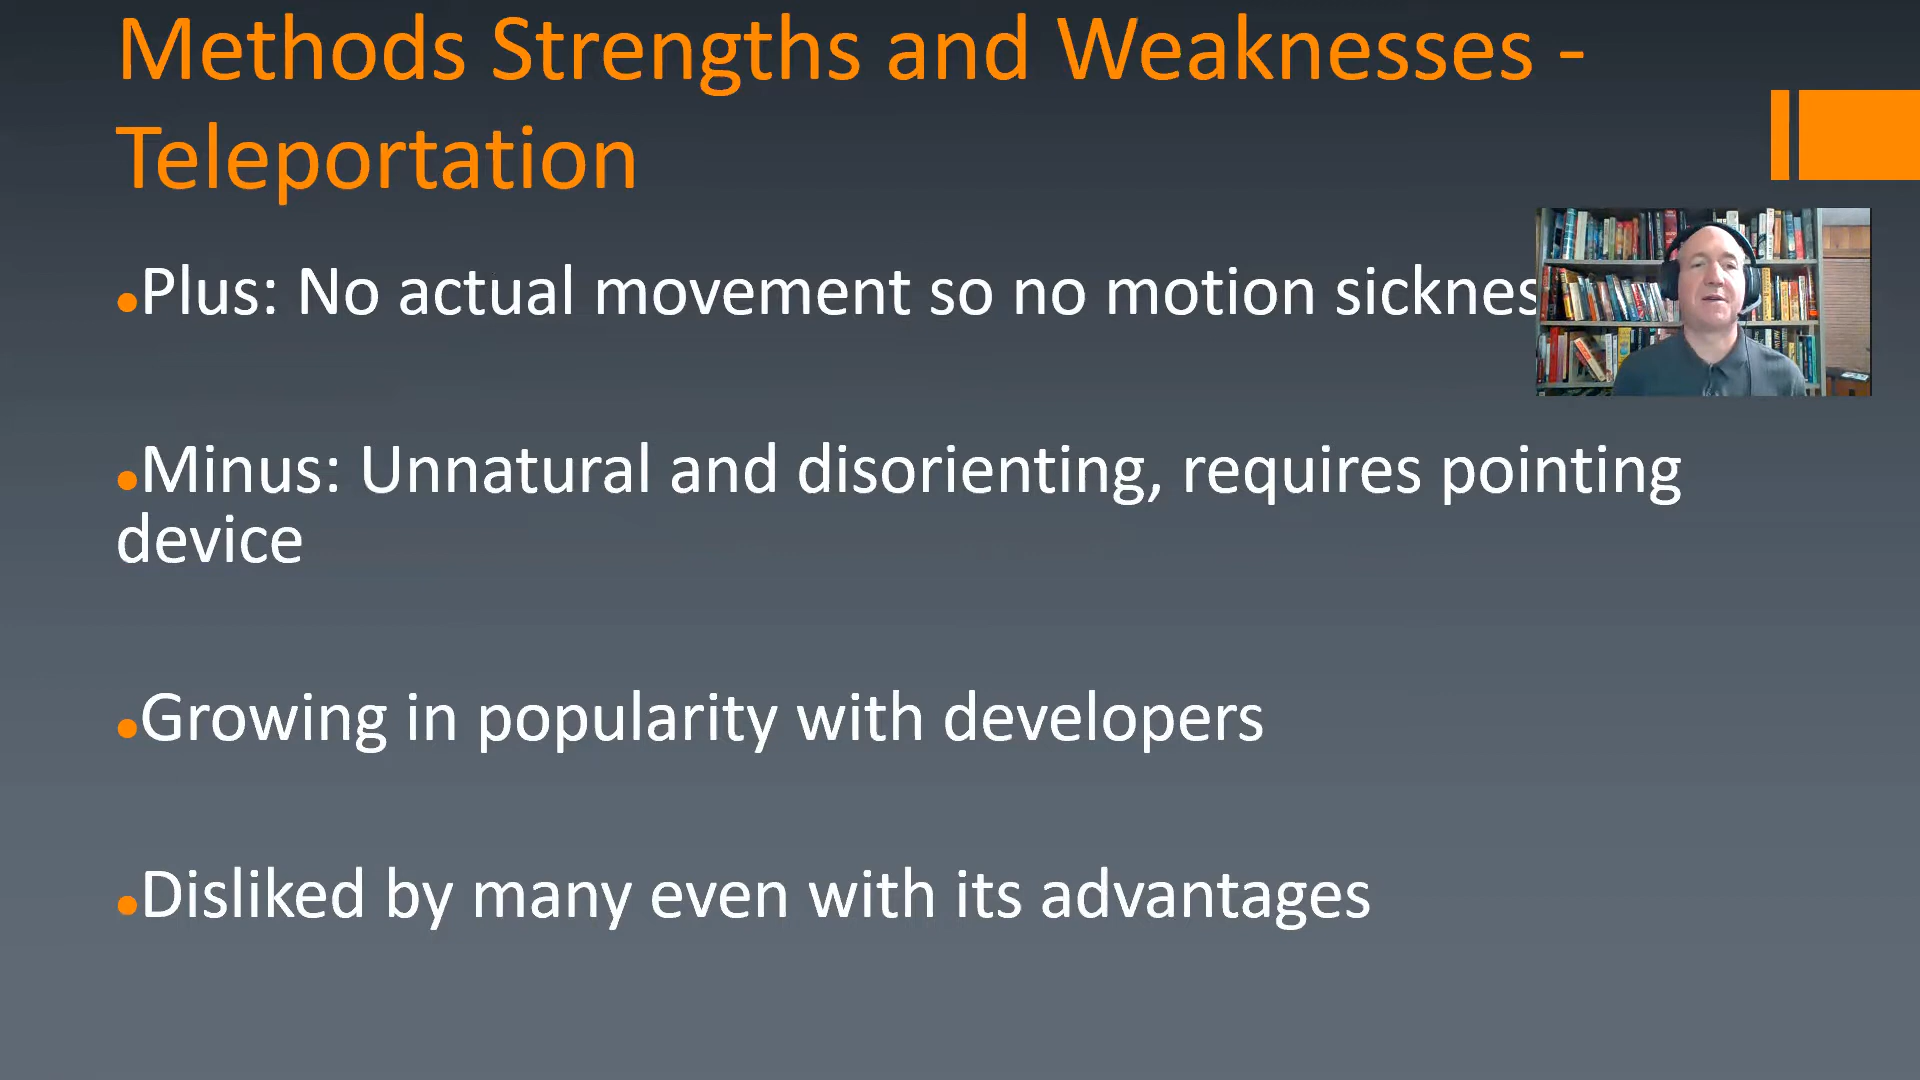 Methods Strengths and Weaknesses -
Teleportation
•Plus: No actual movement so no motion
•Minus: Unnatural and disorienting, requires pointing
device
•Growing in popularity with developers
•Disliked by many even with its advantages